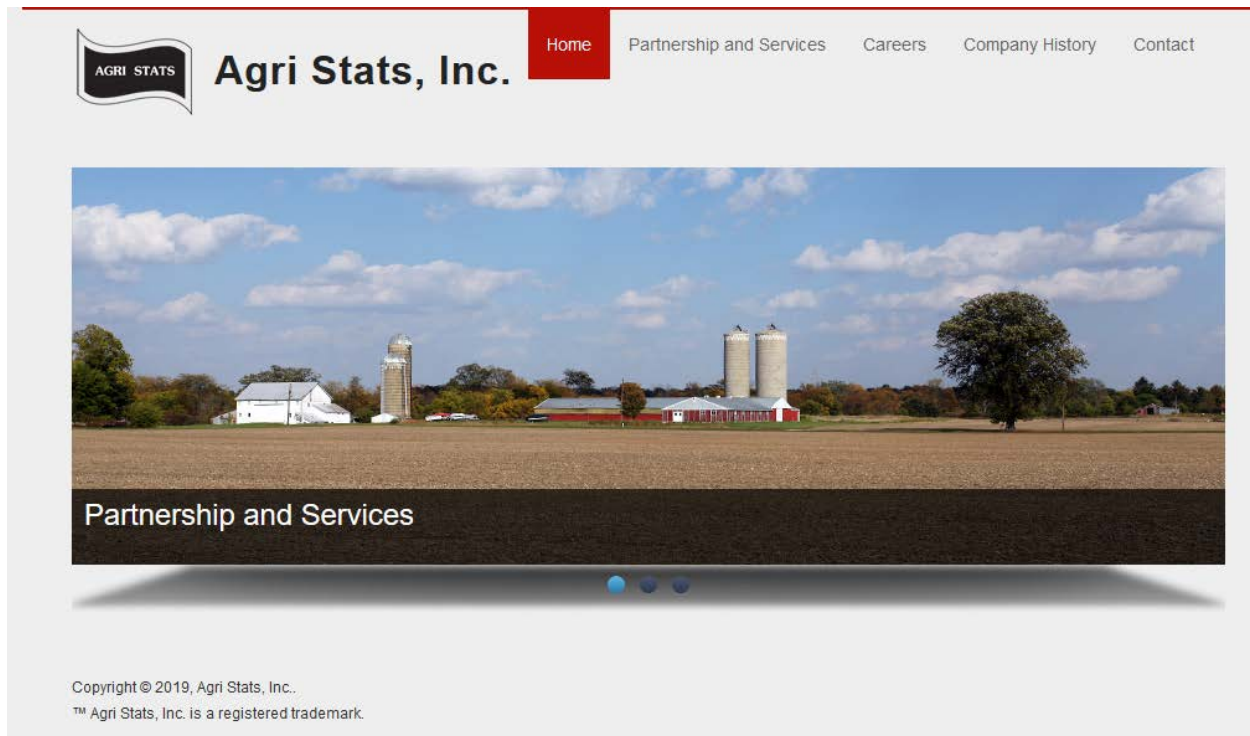 AGRI STATS
Agri Stats, Inc.
Home
Partnership and Services
Careers
Company History
Contact
Partnership and Services
Copyright © 2019, Agri Stats, Inc..
™ Agri Stats, Inc. is a registered trademark.